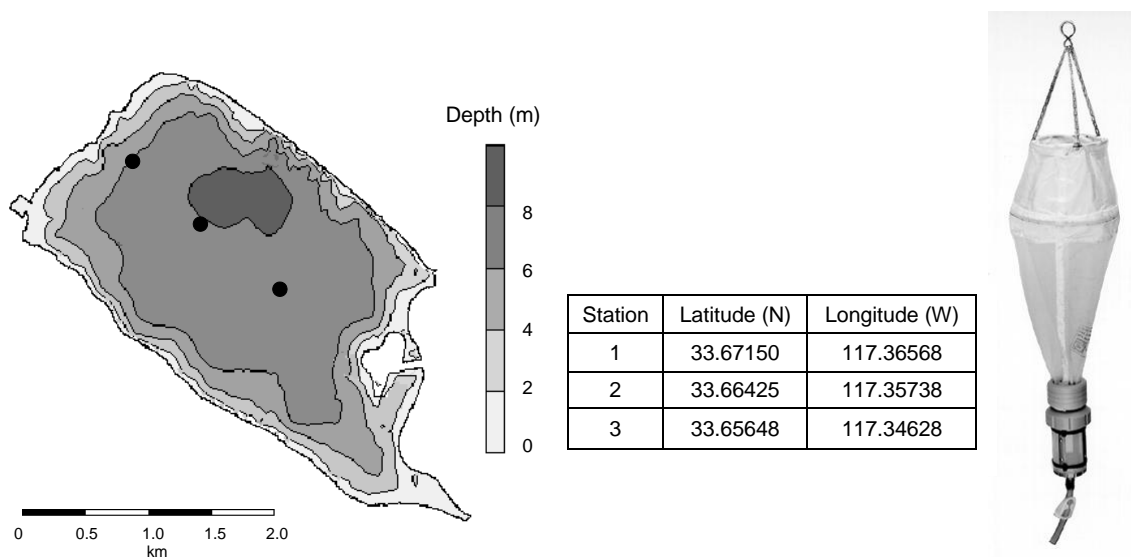 Depth (m)
8
6
4
2
0
0 0.5 1.0 1.5 2.0
km
Station Latitude (N) Longitude (W)
1 33.67150 117.36568
2 33.66425 117.35738
3 33.65648 117.34628